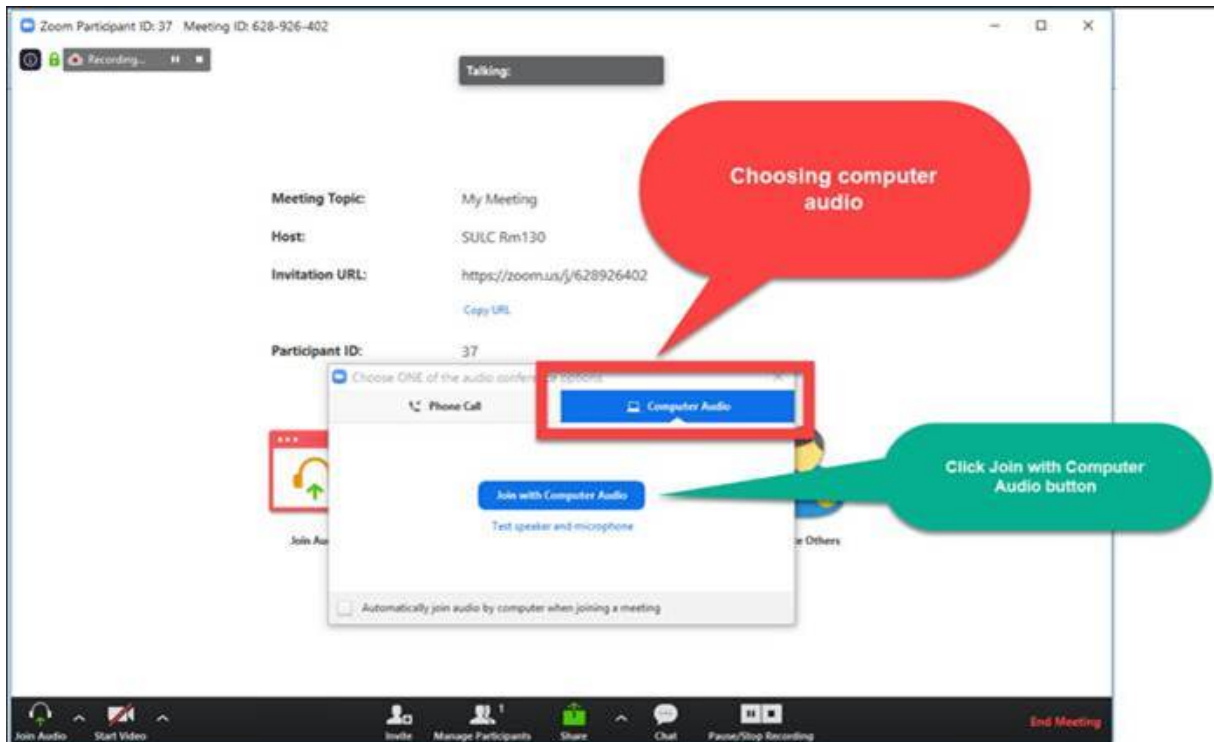 Zoom Participant ID: 37 Meeting ID: 628-926-402
Recording...
Talking:
Choosing computer
audio
Meeting Topic: My Meeting
Host: SULC Rm130
Invitation URL: https://zoom.us/j/628926402
Copy URL
Participant ID: 37
Choose ONE of the audio conference options
Phone Call
Computer Audio
Click Join with Computer
Audio button
Join with Computer Audio
Test speaker and microphone
Join Au
e Others
Automatically join audio by computer when joining a meeting
Join Audio
Start Video
Invite
Manage Participants
1
Share
Chat
Pause/Stop Recording
End Meeting